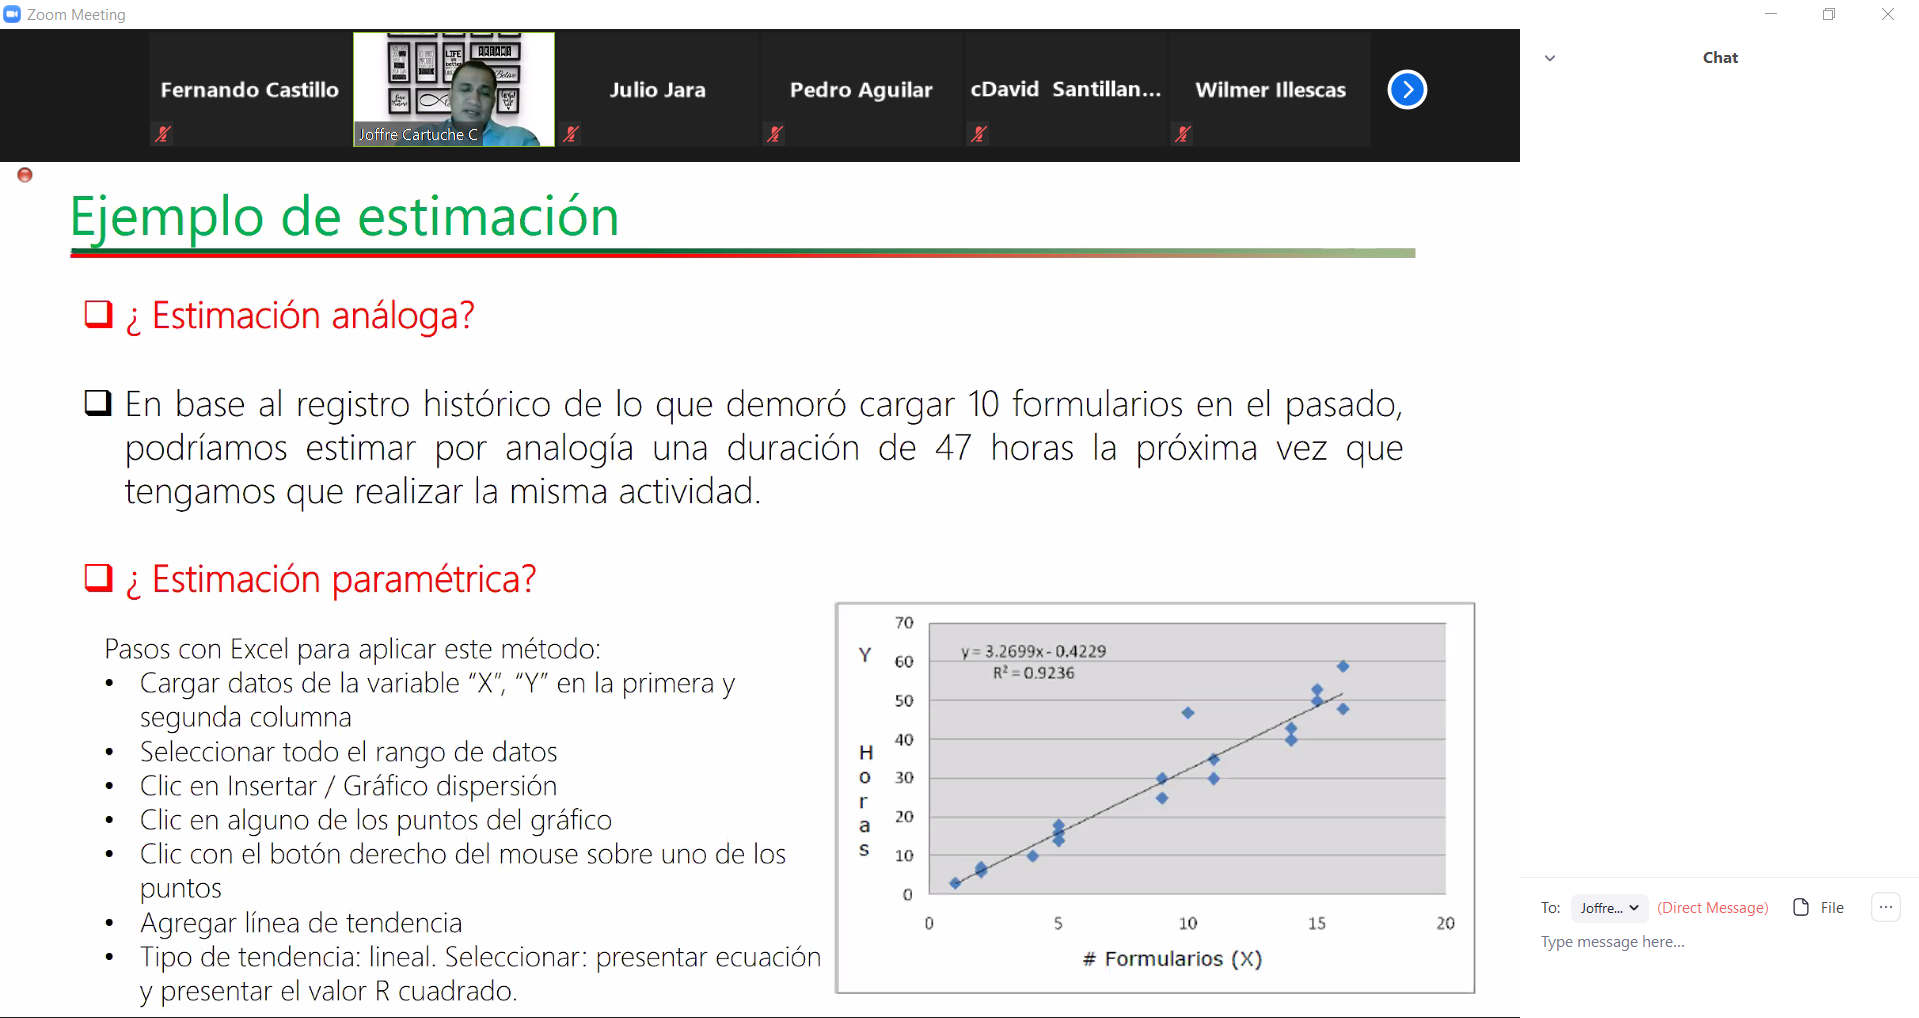 Zoom Meeting
Fernando Castillo
Joffre Cartuche C
Julio Jara
Pedro Aguilar
cDavid Santillan...
Wilmer Illescas
Chat
Ejemplo de estimación
¿ Estimación análoga?
En base al registro histórico de lo que demoró cargar 10 formularios en el pasado,
podríamos estimar por analogía una duración de 47 horas la próxima vez que
tengamos que realizar la misma actividad.
¿ Estimación paramétrica?
Pasos con Excel para aplicar este método:
• Cargar datos de la variable “X”, “Y” en la primera y
segunda columna
• Seleccionar todo el rango de datos
• Clic en Insertar / Gráfico dispersión
• Clic en alguno de los puntos del gráfico
• Clic con el botón derecho del mouse sobre uno de los
puntos
• Agregar línea de tendencia
• Tipo de tendencia: lineal. Seleccionar: presentar ecuación
y presentar el valor R cuadrado.
Y
Horas
70
60
50
40
30
20
10
0
y = 3.2699x - 0.4229
R² = 0.9236
0 5 10 15 20
# Formularios (X)
To: Joffre... (Direct Message) File ...
Type message here...